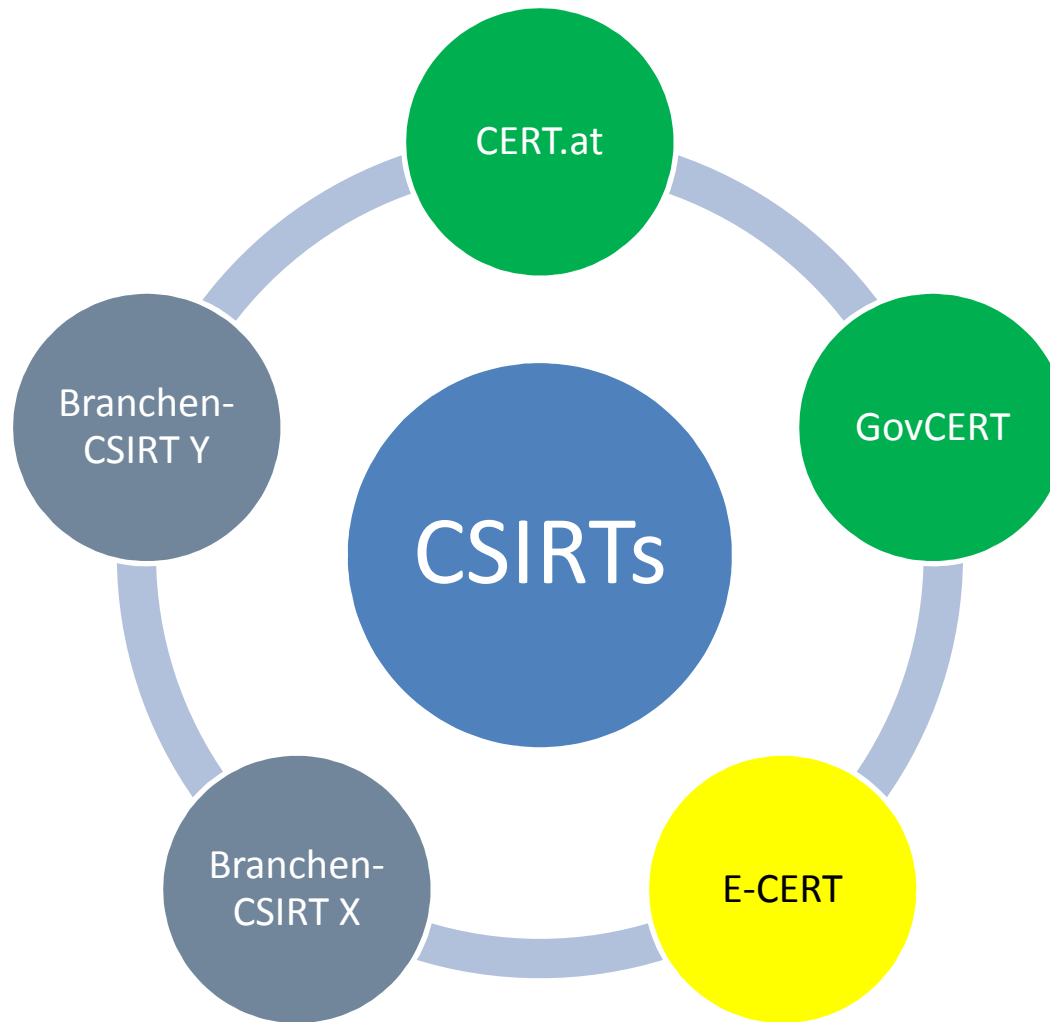 CERT.at
Branchen-
CSIRT Y
GovCERT
CSIRTs
Branchen-
CSIRT X
E-CERT